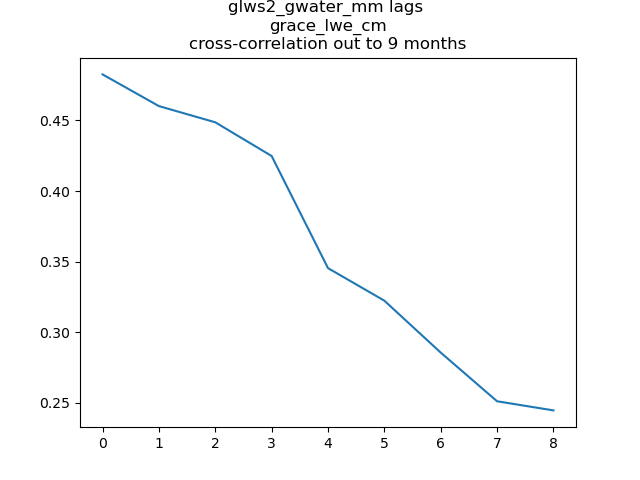 glws2_gwater_mm lags
grace_lwe_cm
cross-correlation out to 9 months
0.45
0.40
0.35
0.30
0.25
0 1 2 3 4 5 6 7 8